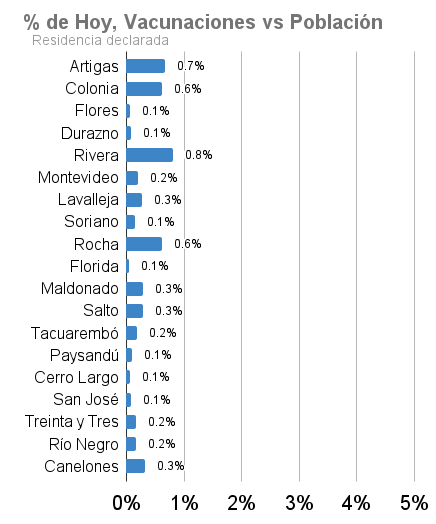 % de Hoy, Vacunaciones vs Población
Residencia declarada
Artigas 0.7%
Colonia 0.6%
Flores 0.1%
Durazno 0.1%
Rivera 0.8%
Montevideo 0.2%
Lavalleja 0.3%
Soriano 0.1%
Rocha 0.6%
Florida 0.1%
Maldonado 0.3%
Salto 0.3%
Tacuarembó 0.2%
Paysandú 0.1%
Cerro Largo 0.1%
San José 0.1%
Treinta y Tres 0.2%
Río Negro 0.2%
Canelones 0.3%
0% 1% 2% 3% 4% 5%